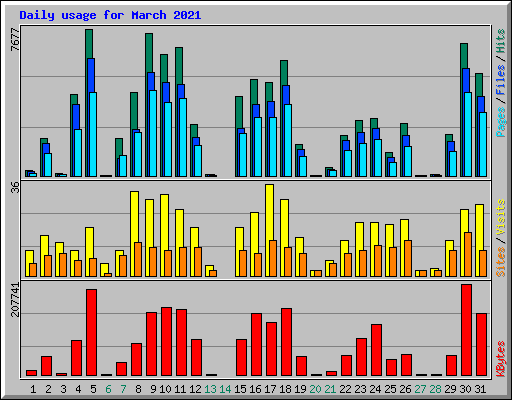 Daily usage for March 2021
7677
Pages / Files / Hits
36
Sites / Visits
207741
KBytes
1 2 3 4 5 6 7 8 9 10 11 12 13 14 15 16 17 18 19 20 21 22 23 24 25 26 27 28 29 30 31